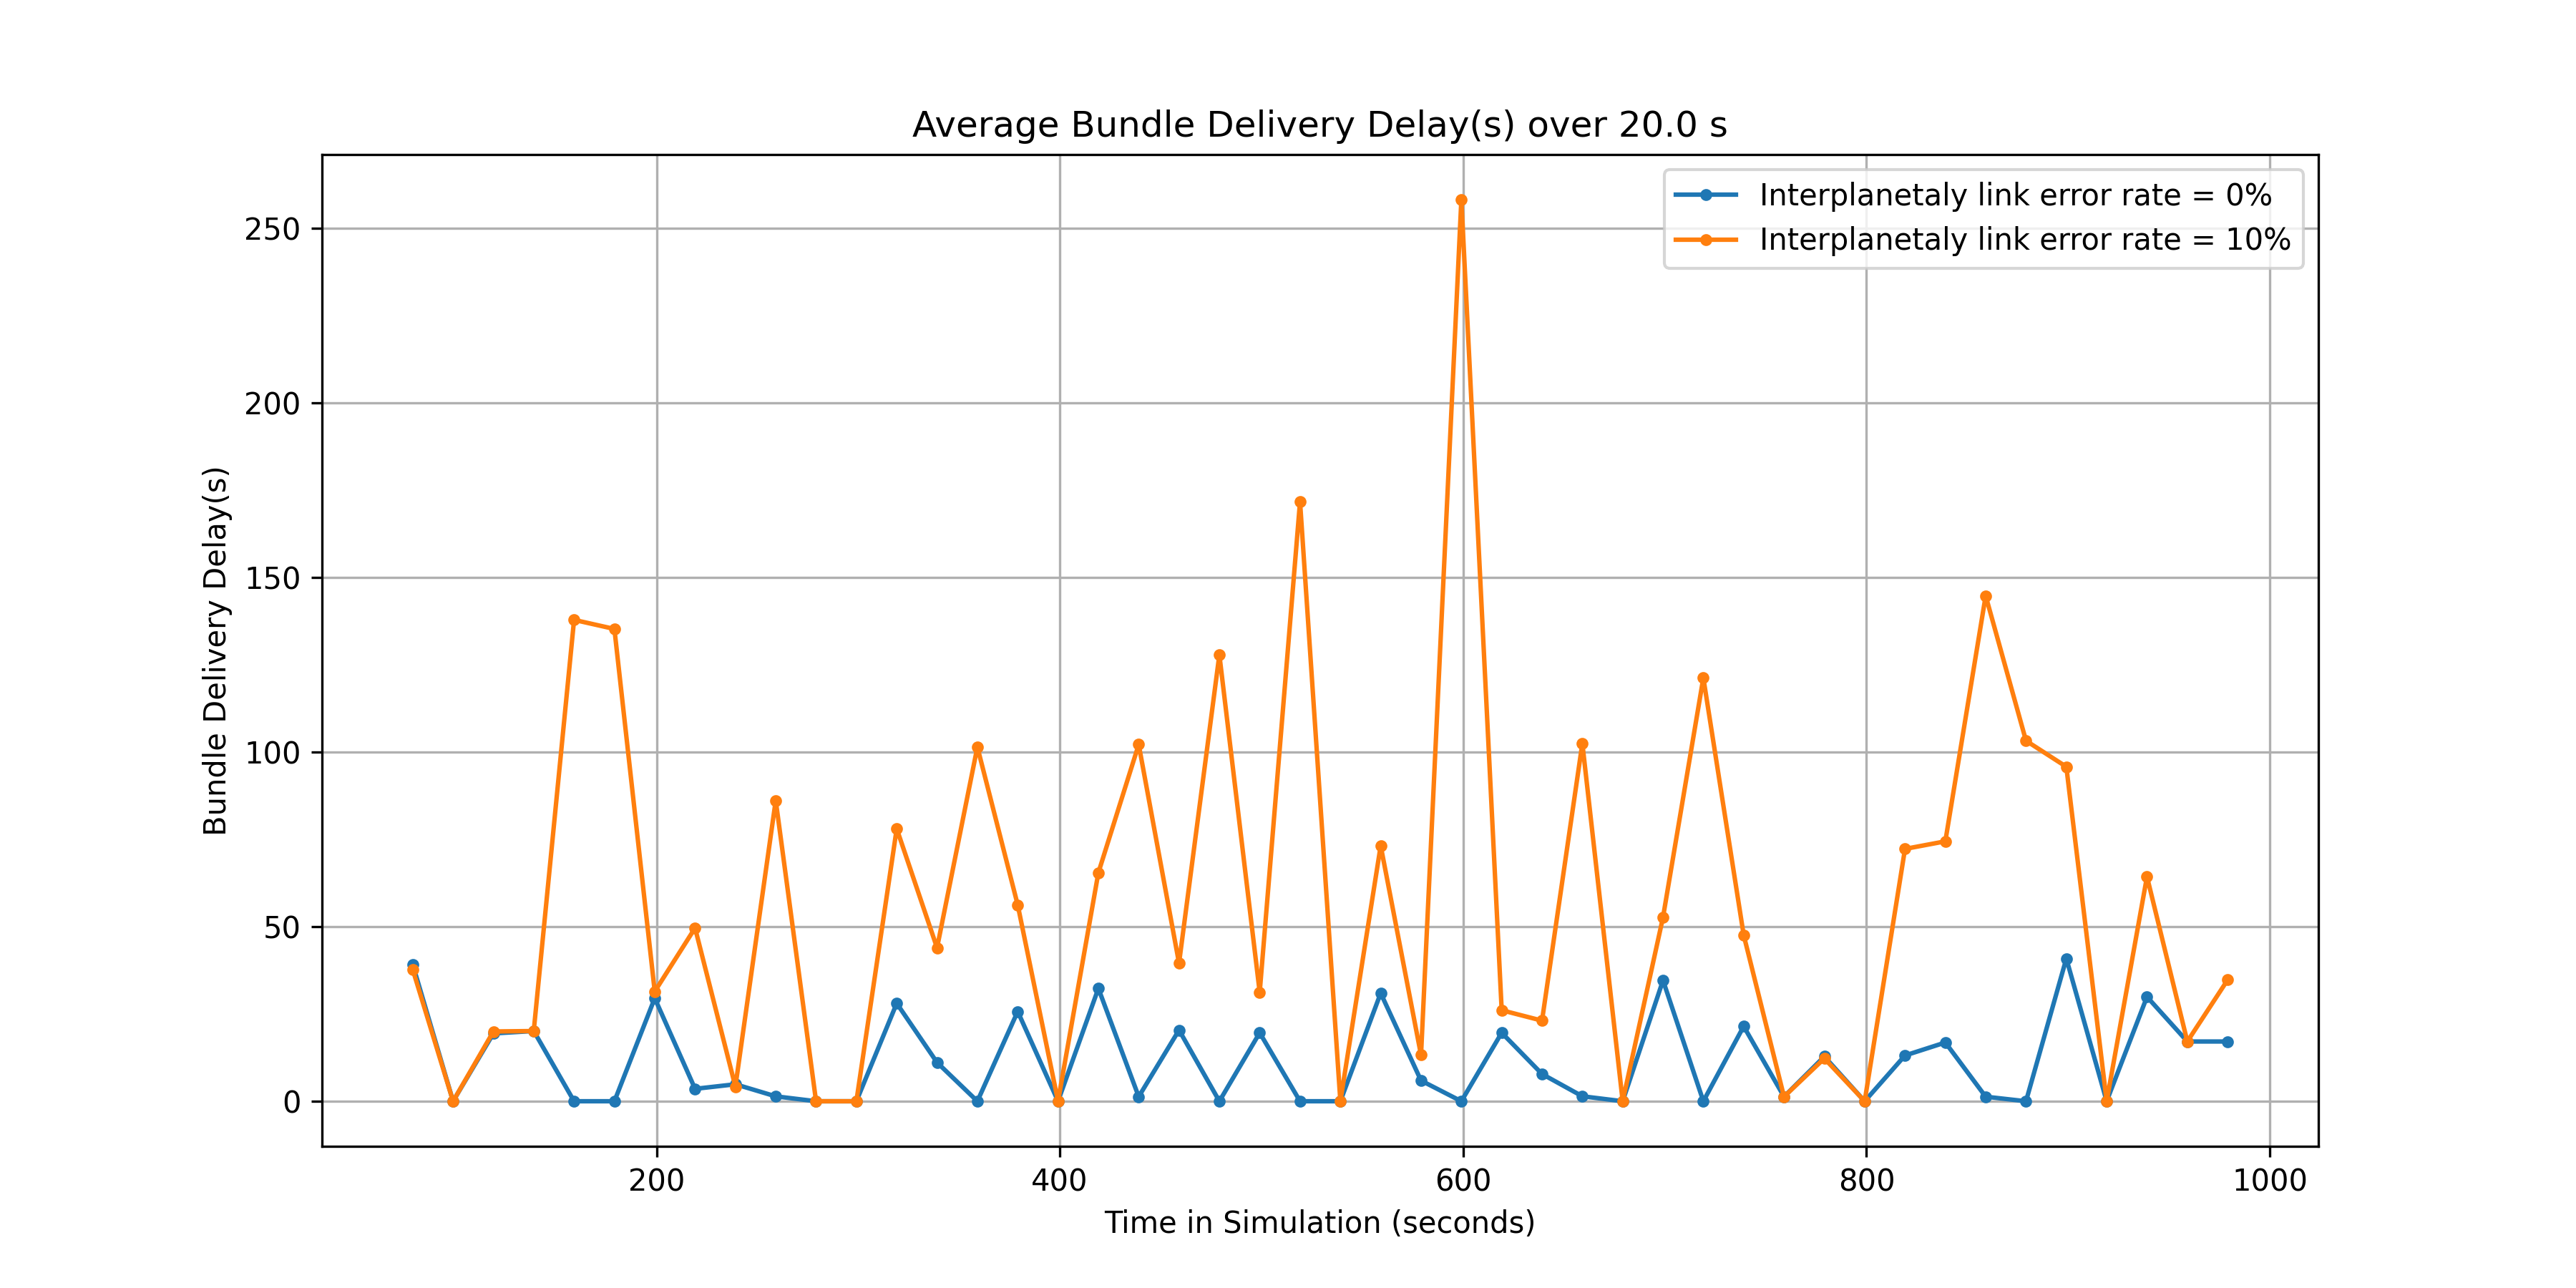 Average Bundle Delivery Delay(s) over 20.0 s
Interplanetaly link error rate = 0%
Interplanetaly link error rate = 10%
Bundle Delivery Delay(s)
250
200
150
100
50
0
200 400 600 800 1000
Time in Simulation (seconds)